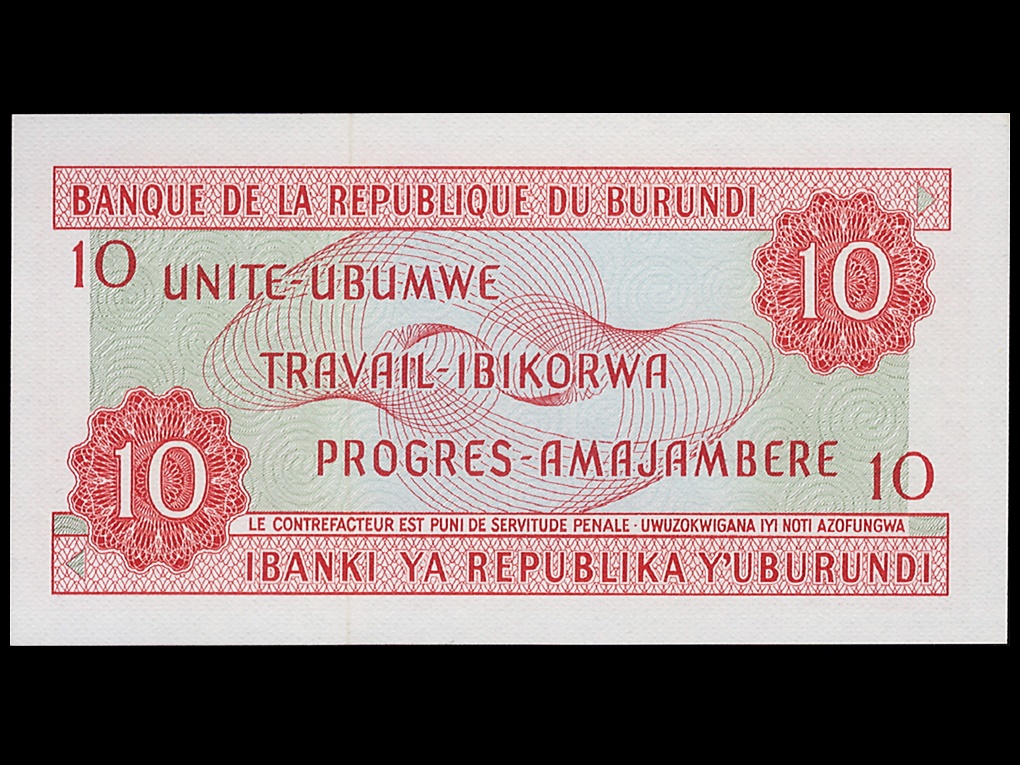 BANQUE DE LA REPUBLIQUE DU BURUNDI
10
10
UNITE-UBUMWE
TRAVAIL-IBIKORWA
PROGRES-AMAJAMBERE
10
10
LE CONTREFACTEUR EST PUNI DE SERVITUDE PENALE · UWUZOKWIGANA IYI NOTI AZOFUNGWA
IBANKI YA REPUBLIKA Y'UBURUNDI